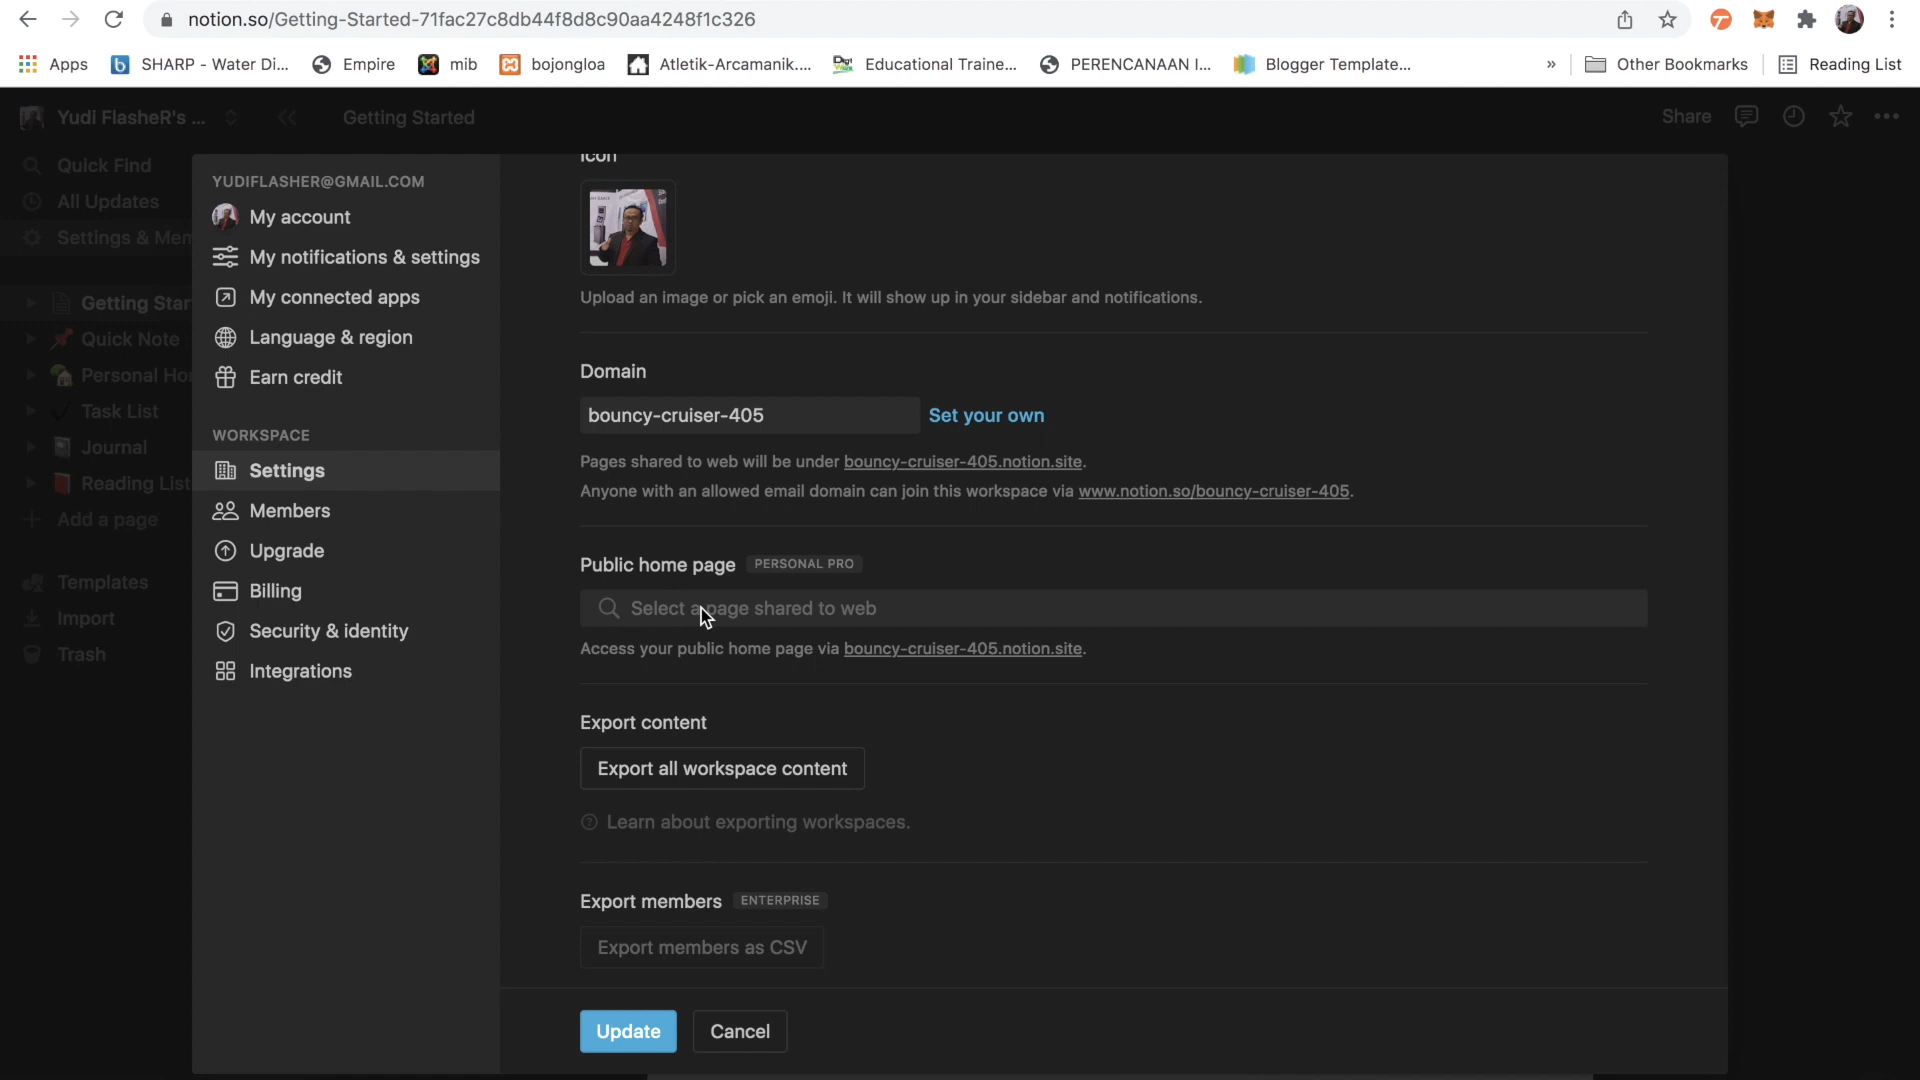 notion.so/Getting-Started-71fac27c8db44f8d8c90aa4248f1c326
Apps
SHARP - Water Di...
Empire
mib
bojongloa
Atletik-Arcamanik....
Educational Traine...
PERENCANAAN I...
Blogger Template...
»
Other Bookmarks
Reading List
Yudi FlasheR's ...
Getting Started
Share
Quick Find
All Updates
Settings & Mem
Getting Star
Quick Note
Personal Ho
Task List
Journal
Reading List
Add a page
Templates
Import
Trash
YUDIFLASHER@GMAIL.COM
My account
My notifications & settings
My connected apps
Language & region
Earn credit
WORKSPACE
Settings
Members
Upgrade
Billing
Security & identity
Integrations
Icon
Upload an image or pick an emoji. It will show up in your sidebar and notifications.
Domain
bouncy-cruiser-405
Set your own
Pages shared to web will be under bouncy-cruiser-405.notion.site.
Anyone with an allowed email domain can join this workspace via www.notion.so/bouncy-cruiser-405.
Public home page PERSONAL PRO
Select a page shared to web
Access your public home page via bouncy-cruiser-405.notion.site.
Export content
Export all workspace content
Learn about exporting workspaces.
Export members ENTERPRISE
Export members as CSV
Update
Cancel